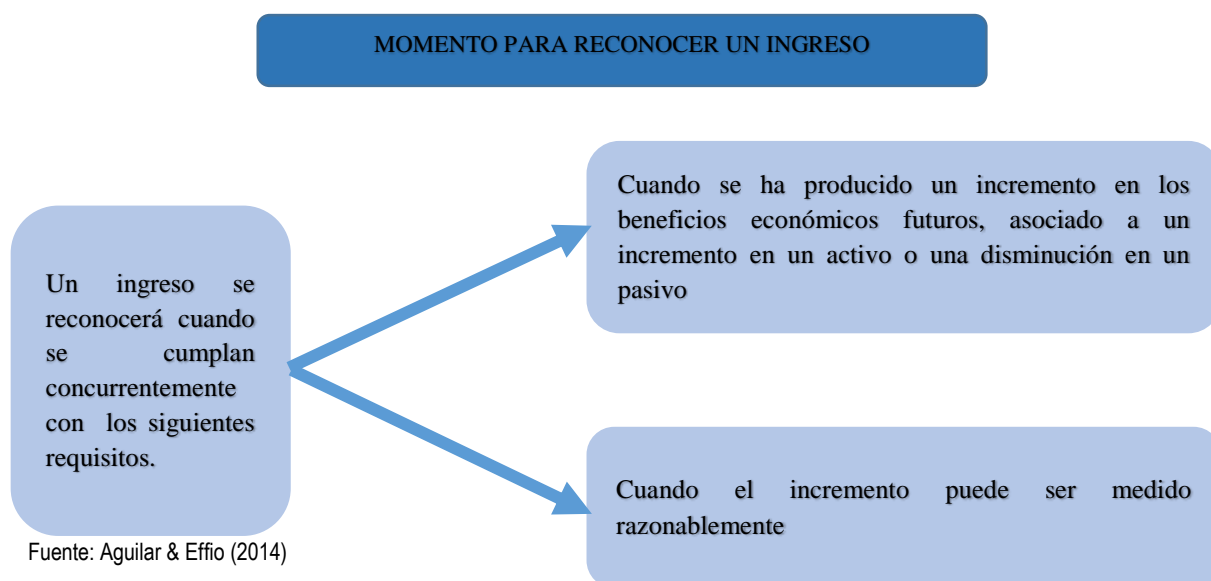 MOMENTO PARA RECONOCER UN INGRESO
Un ingreso se
reconocerá cuando
se cumplan
concurrentemente
con los siguientes
requisitos.
Cuando se ha producido un incremento en los
beneficios económicos futuros, asociado a un
incremento en un activo o una disminución en un
pasivo
Cuando el incremento puede ser medido
razonablemente
Fuente: Aguilar & Effio (2014)